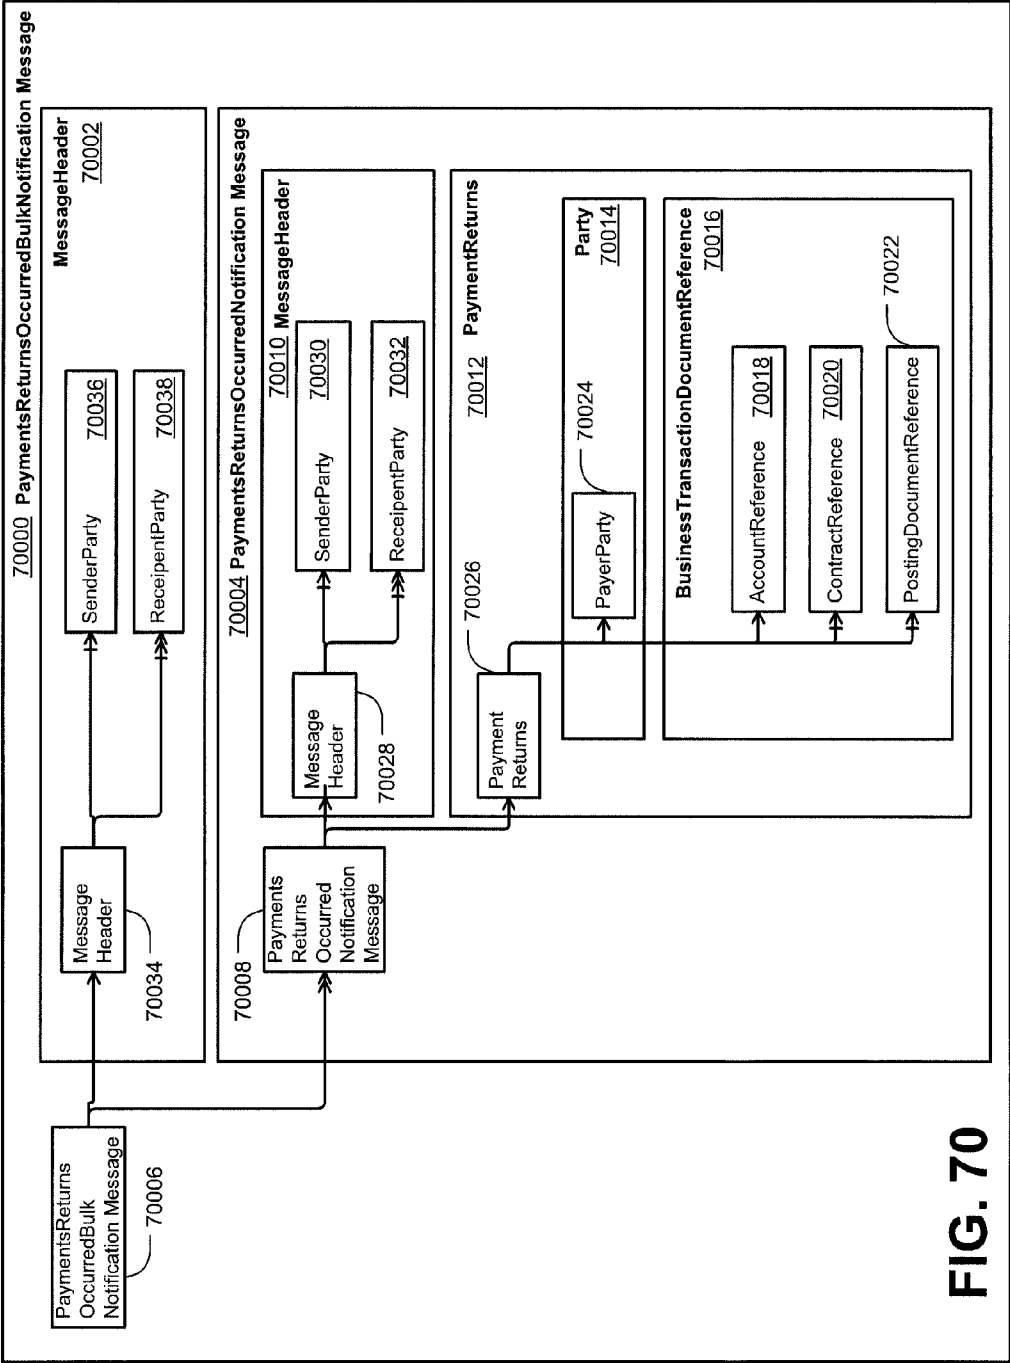 70000 PaymentsReturnsOccurredBulkNotification Message
MessageHeader
70002
PaymentsReturns
OccurredBulk
Notification Message
70006
Message
Header
70034
SenderParty
70036
ReceipentParty
70038
70004 PaymentsReturnsOccurredNotification Message
70008
Payments
Returns
Occurred
Notification
Message
70010 MessageHeader
Message
Header
70028
SenderParty
70030
ReceipentParty
70032
70012 PaymentReturns
Payment
Returns
70026
Party
70014
PayerParty
70024
BusinessTransactionDocumentReference
70016
AccountReference 70018
ContractReference 70020
PostingDocumentReference
70022
FIG. 70